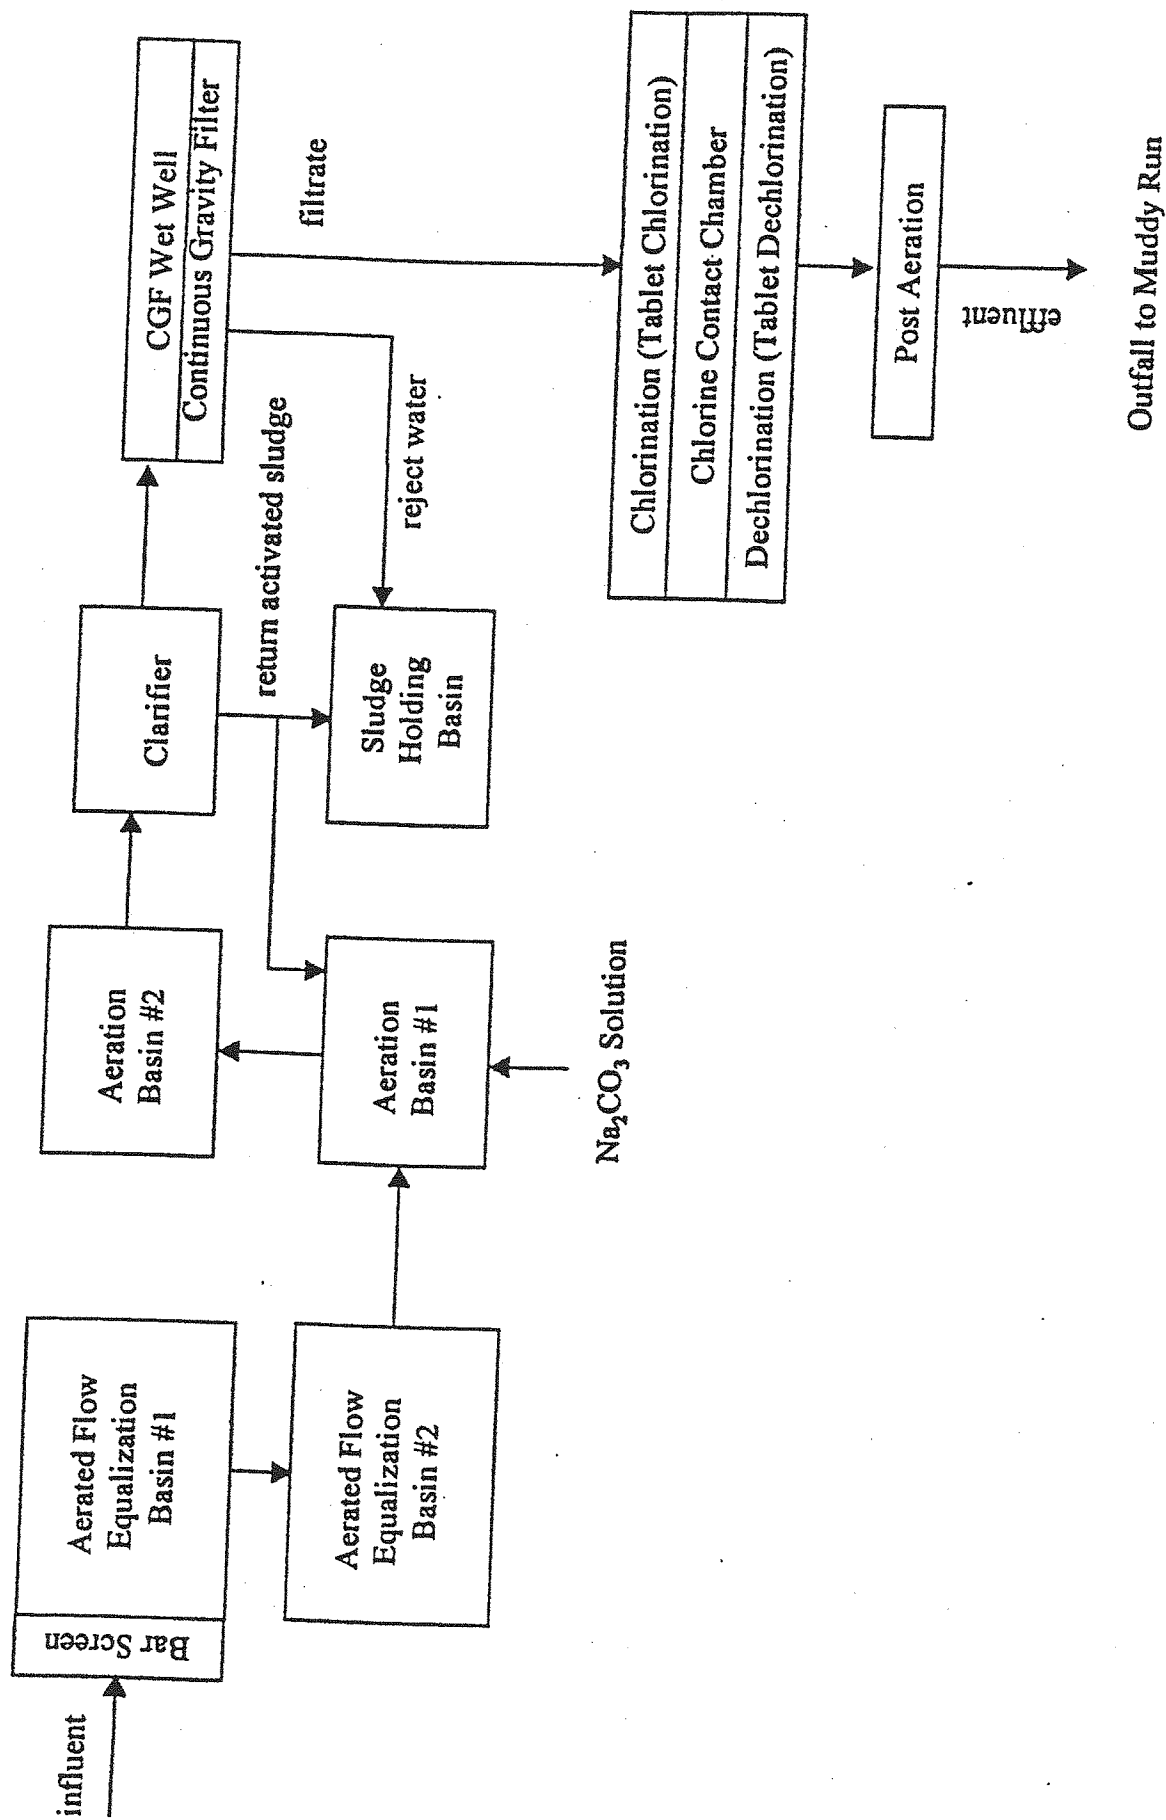 influent
Bar Screen
Aerated Flow
Equalization
Basin #1
Aerated Flow
Equalization
Basin #2
Aeration
Basin #1
Na₂CO₃ Solution
Aeration
Basin #2
Clarifier
return activated sludge
Sludge
Holding
Basin
CGF Wet Well
Continuous Gravity Filter
reject water
filtrate
Chlorination (Tablet Chlorination)
Chlorine Contact Chamber
Dechlorination (Tablet Dechlorination)
Post Aeration
effluent
Outfall to Muddy Run